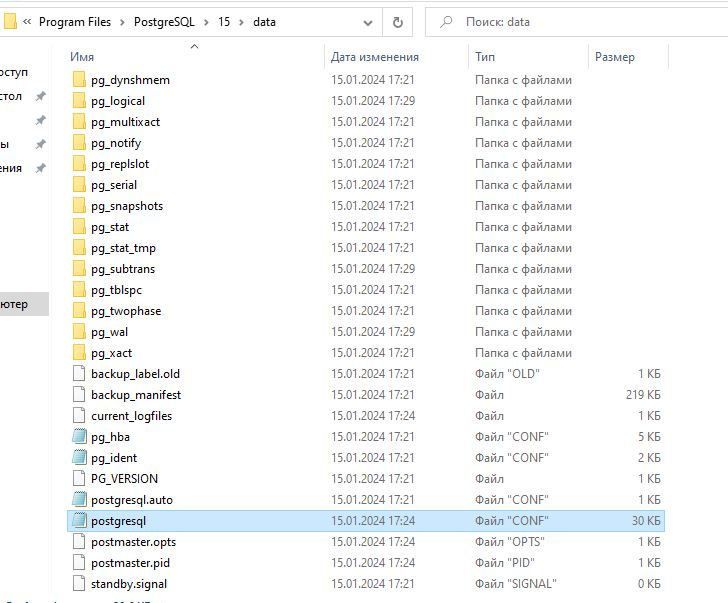 « Program Files > PostgreSQL > 15 > data
Поиск: data
Имя Дата изменения Тип Размер
оступ
стол
ы
ения
ютер
pg_dynshmem 15.01.2024 17:21 Папка с файлами
pg_logical 15.01.2024 17:29 Папка с файлами
pg_multixact 15.01.2024 17:21 Папка с файлами
pg_notify 15.01.2024 17:21 Папка с файлами
pg_replslot 15.01.2024 17:21 Папка с файлами
pg_serial 15.01.2024 17:21 Папка с файлами
pg_snapshots 15.01.2024 17:21 Папка с файлами
pg_stat 15.01.2024 17:21 Папка с файлами
pg_stat_tmp 15.01.2024 17:21 Папка с файлами
pg_subtrans 15.01.2024 17:29 Папка с файлами
pg_tblspc 15.01.2024 17:21 Папка с файлами
pg_twophase 15.01.2024 17:21 Папка с файлами
pg_wal 15.01.2024 17:29 Папка с файлами
pg_xact 15.01.2024 17:21 Папка с файлами
backup_label.old 15.01.2024 17:21 Файл "OLD" 1 КБ
backup_manifest 15.01.2024 17:21 Файл 219 КБ
current_logfiles 15.01.2024 17:24 Файл 1 КБ
pg_hba 15.01.2024 17:21 Файл "CONF" 5 КБ
pg_ident 15.01.2024 17:21 Файл "CONF" 2 КБ
PG_VERSION 15.01.2024 17:21 Файл 1 КБ
postgresql.auto 15.01.2024 17:21 Файл "CONF" 1 КБ
postgresql 15.01.2024 17:24 Файл "CONF" 30 КБ
postmaster.opts 15.01.2024 17:24 Файл "OPTS" 1 КБ
postmaster.pid 15.01.2024 17:24 Файл "PID" 1 КБ
standby.signal 15.01.2024 17:21 Файл "SIGNAL" 0 КБ